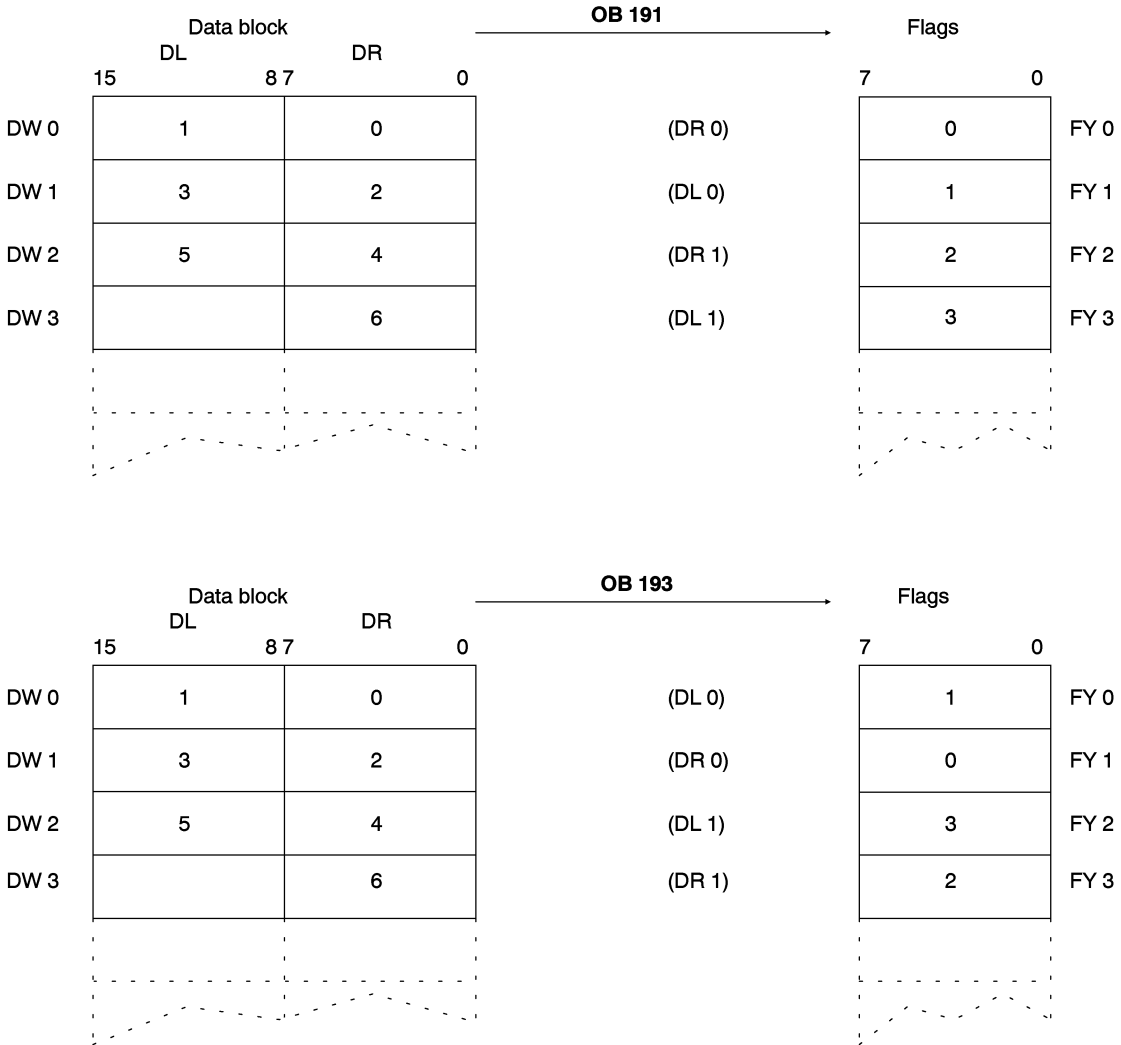 OB 191
Data block Flags
DL DR
15 8 7 0 7 0
DW 0 1 0 (DR 0) 0 FY 0
DW 1 3 2 (DL 0) 1 FY 1
DW 2 5 4 (DR 1) 2 FY 2
DW 3 6 (DL 1) 3 FY 3
OB 193
Data block Flags
DL DR
15 8 7 0 7 0
DW 0 1 0 (DL 0) 1 FY 0
DW 1 3 2 (DR 0) 0 FY 1
DW 2 5 4 (DL 1) 3 FY 2
DW 3 6 (DR 1) 2 FY 3